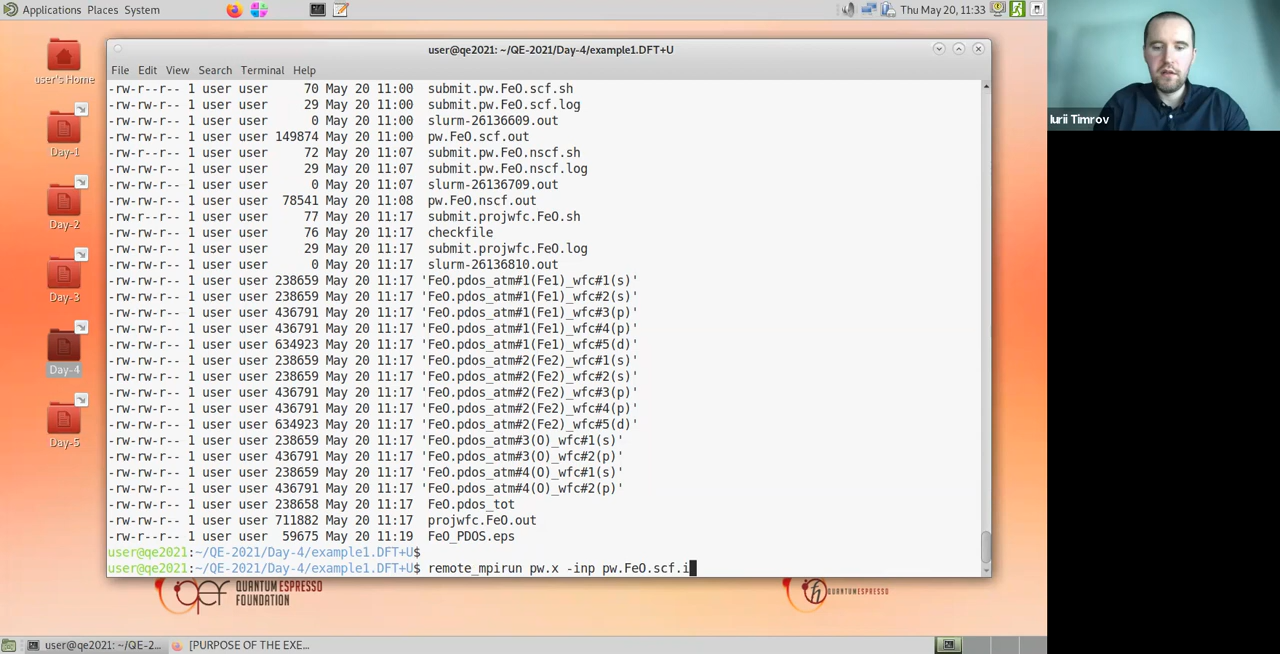 Applications Places System
Thu May 20, 11:33
user@qe2021: ~/QE-2021/Day-4/example1.DFT+U
File Edit View Search Terminal Help
-rw-r--r-- 1 user user 70 May 20 11:00 submit.pw.FeO.scf.sh
-rw-rw-r-- 1 user user 29 May 20 11:00 submit.pw.FeO.scf.log
-rw-rw-r-- 1 user user 0 May 20 11:00 slurm-26136609.out
-rw-rw-r-- 1 user user 149874 May 20 11:00 pw.FeO.scf.out
-rw-r--r-- 1 user user 72 May 20 11:07 submit.pw.FeO.nscf.sh
-rw-rw-r-- 1 user user 29 May 20 11:07 submit.pw.FeO.nscf.log
-rw-rw-r-- 1 user user 0 May 20 11:07 slurm-26136709.out
-rw-rw-r-- 1 user user 78541 May 20 11:08 pw.FeO.nscf.out
-rw-r--r-- 1 user user 77 May 20 11:17 submit.projwfc.FeO.sh
-rw-rw-r-- 1 user user 76 May 20 11:17 checkfile
-rw-rw-r-- 1 user user 29 May 20 11:17 submit.projwfc.FeO.log
-rw-rw-r-- 1 user user 0 May 20 11:17 slurm-26136810.out
-rw-rw-r-- 1 user user 238659 May 20 11:17 'FeO.pdos_atm#1(Fe1)_wfc#1(s)'
-rw-rw-r-- 1 user user 238659 May 20 11:17 'FeO.pdos_atm#1(Fe1)_wfc#2(s)'
-rw-rw-r-- 1 user user 436791 May 20 11:17 'FeO.pdos_atm#1(Fe1)_wfc#3(p)'
-rw-rw-r-- 1 user user 436791 May 20 11:17 'FeO.pdos_atm#1(Fe1)_wfc#4(p)'
-rw-rw-r-- 1 user user 634923 May 20 11:17 'FeO.pdos_atm#1(Fe1)_wfc#5(d)'
-rw-rw-r-- 1 user user 238659 May 20 11:17 'FeO.pdos_atm#2(Fe2)_wfc#1(s)'
-rw-rw-r-- 1 user user 238659 May 20 11:17 'FeO.pdos_atm#2(Fe2)_wfc#2(s)'
-rw-rw-r-- 1 user user 436791 May 20 11:17 'FeO.pdos_atm#2(Fe2)_wfc#3(p)'
-rw-rw-r-- 1 user user 436791 May 20 11:17 'FeO.pdos_atm#2(Fe2)_wfc#4(p)'
-rw-rw-r-- 1 user user 634923 May 20 11:17 'FeO.pdos_atm#2(Fe2)_wfc#5(d)'
-rw-rw-r-- 1 user user 238659 May 20 11:17 'FeO.pdos_atm#3(O)_wfc#1(s)'
-rw-rw-r-- 1 user user 436791 May 20 11:17 'FeO.pdos_atm#3(O)_wfc#2(p)'
-rw-rw-r-- 1 user user 238659 May 20 11:17 'FeO.pdos_atm#4(O)_wfc#1(s)'
-rw-rw-r-- 1 user user 436791 May 20 11:17 'FeO.pdos_atm#4(O)_wfc#2(p)'
-rw-rw-r-- 1 user user 238658 May 20 11:17 FeO.pdos_tot
-rw-rw-r-- 1 user user 711882 May 20 11:17 projwfc.FeO.out
-rw-rw-r-- 1 user user 59675 May 20 11:19 FeO_PDOS.eps
user@qe2021:~/QE-2021/Day-4/example1.DFT+U$
user@qe2021:~/QE-2021/Day-4/example1.DFT+U$ remote_mpirun pw.x -inp pw.FeO.scf.i
user's Home
Day-1
Day-2
Day-3
Day-4
Day-5
QUANTUM ESPRESSO
FOUNDATION
QUANTUM ESPRESSO
user@qe2021: ~/QE-2...
[PURPOSE OF THE EXE...
Iurii Timrov